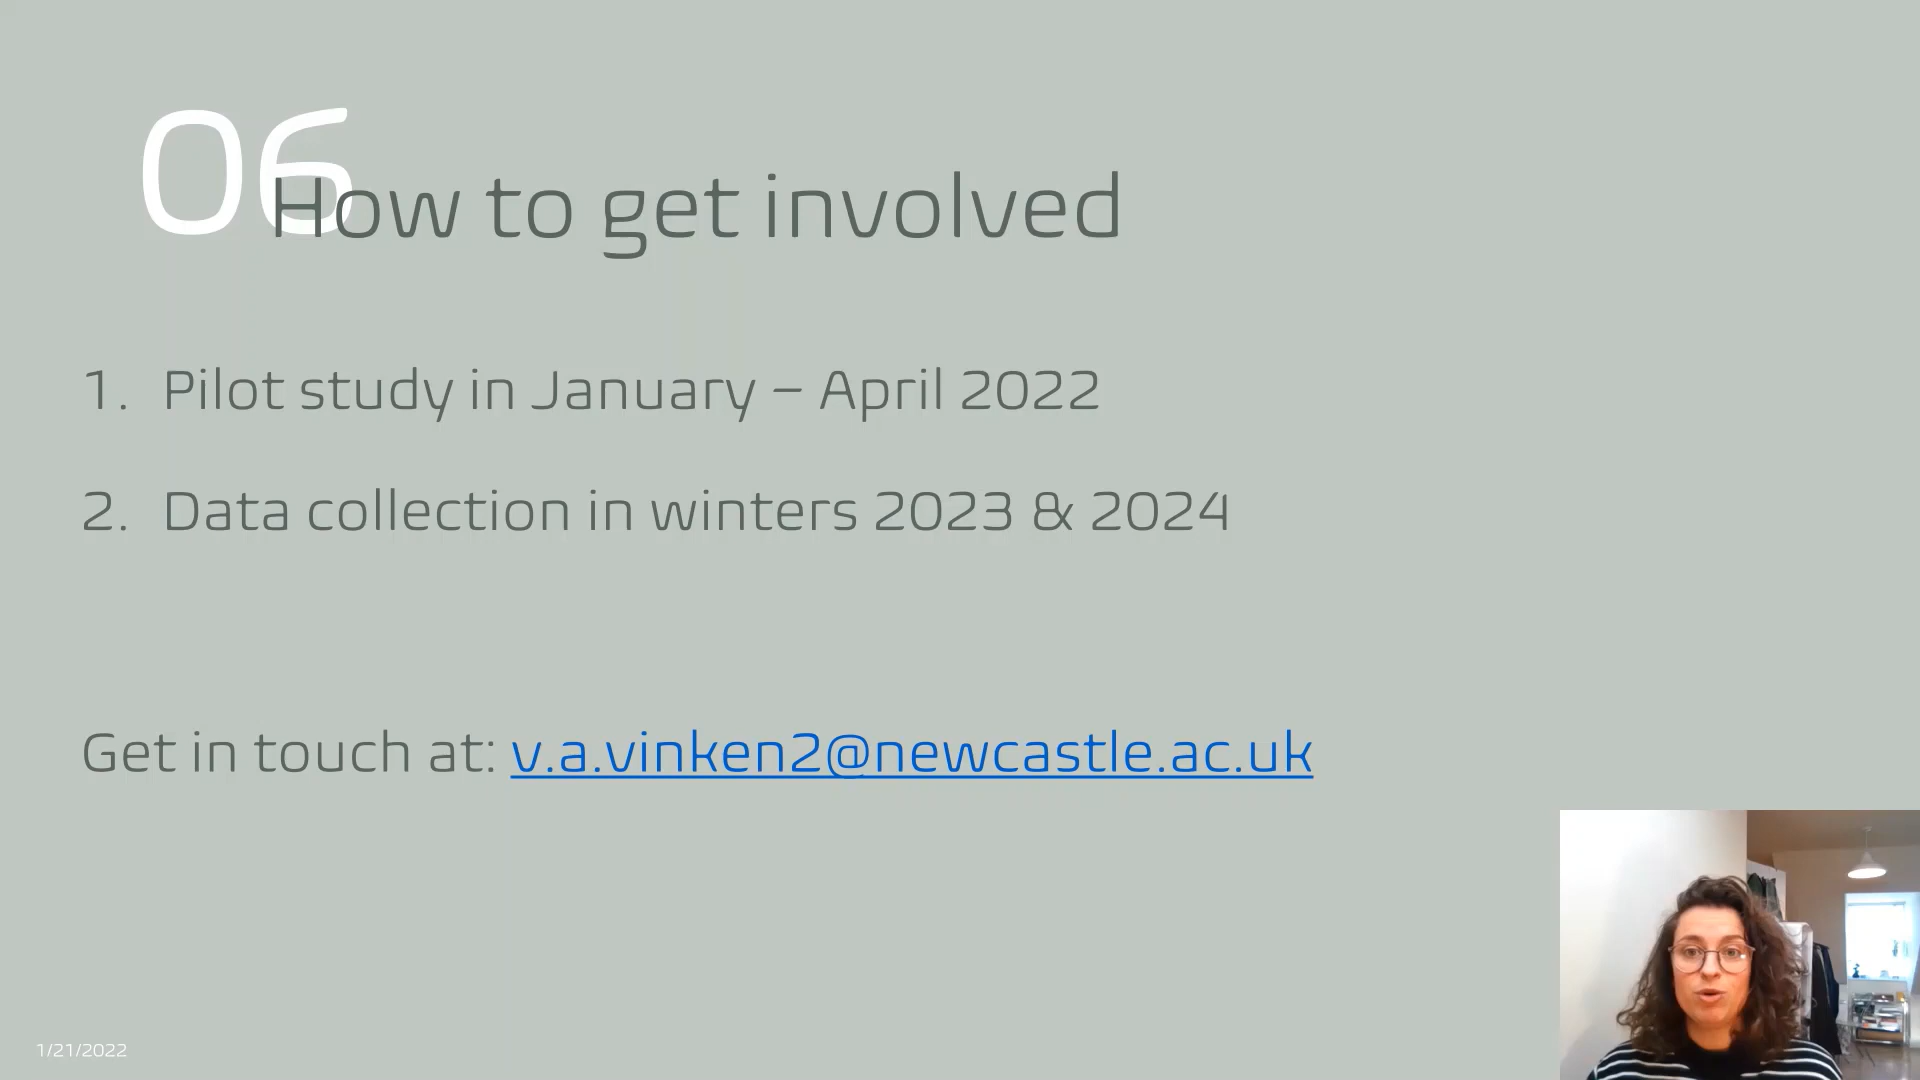 06
How to get involved
1. Pilot study in January – April 2022
2. Data collection in winters 2023 & 2024
Get in touch at: v.a.vinken2@newcastle.ac.uk
1/21/2022